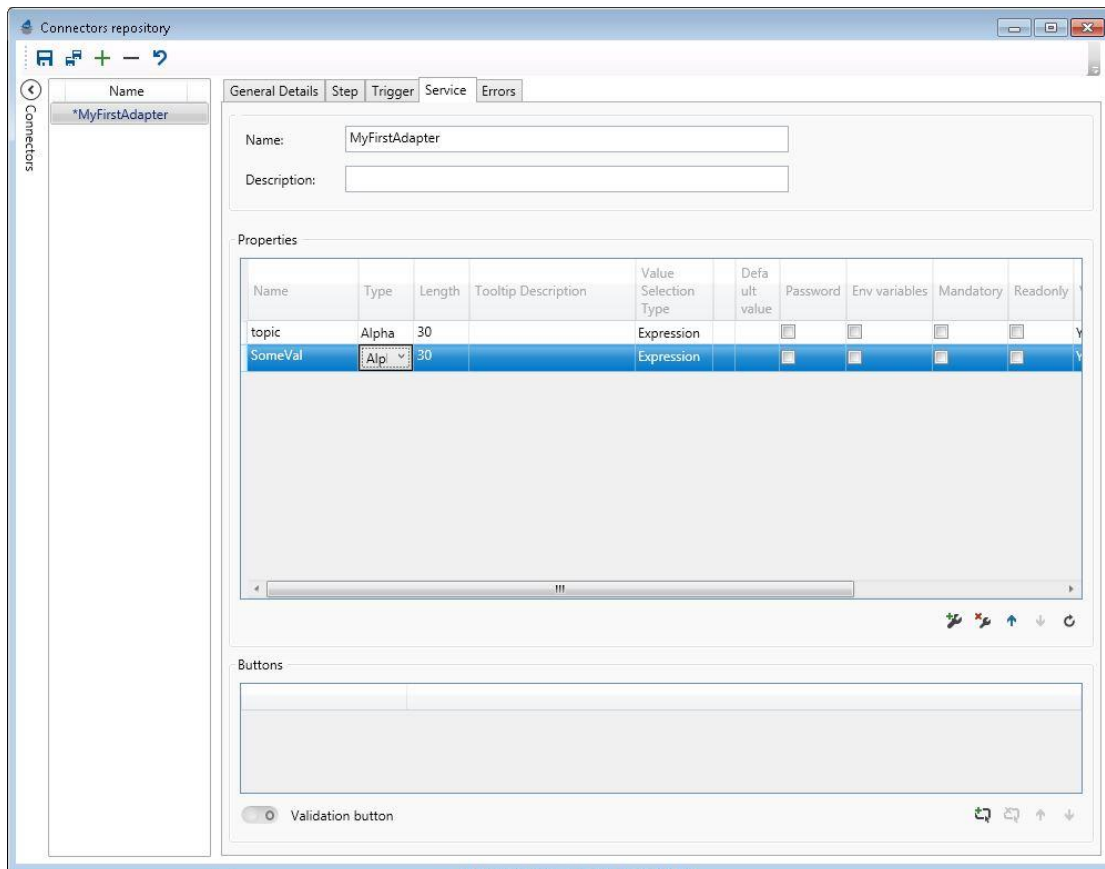 Connectors repository
Connectors
Name
*MyFirstAdapter
General Details Step Trigger Service Errors
Name: MyFirstAdapter
Description:
Properties
Name Type Length Tooltip Description Value Selection Type Defa ult value Password Env variables Mandatory Readonly
topic Alpha 30 Expression
SomeVal Alp 30 Expression
Buttons
Validation button